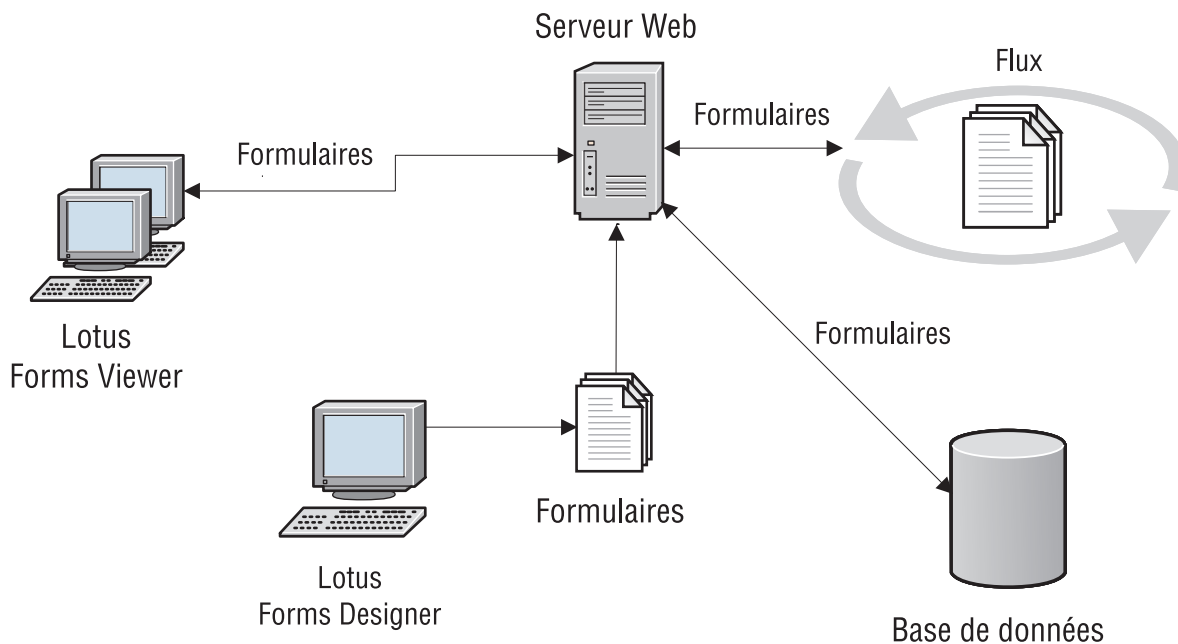 Serveur Web
Flux
Formulaires
Formulaires
Formulaires
Lotus
Forms Viewer
Formulaires
Lotus
Forms Designer
Base de données